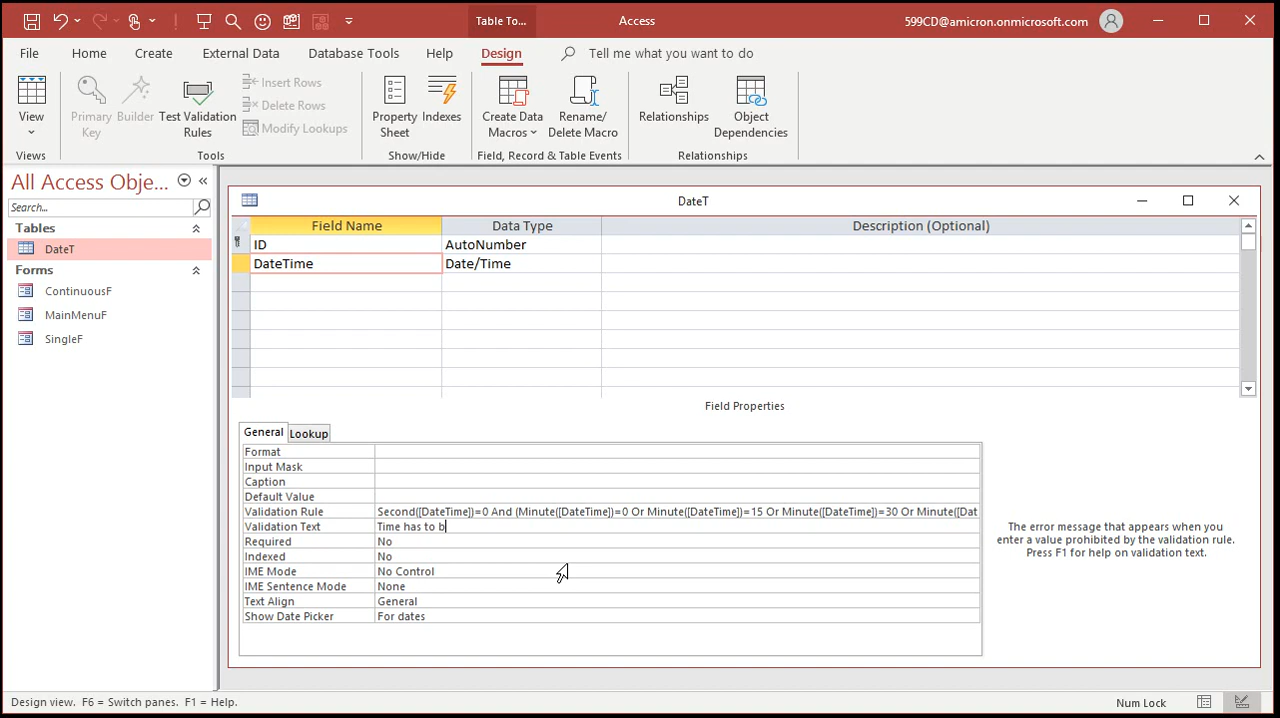 Table To...
Access
599CD@amicron.onmicrosoft.com
File
Home
Create
External Data
Database Tools
Help
Design
Tell me what you want to do
View
Primary Key
Builder
Test Validation Rules
Insert Rows
Delete Rows
Modify Lookups
Property Sheet
Indexes
Create Data Macros
Rename/ Delete Macro
Relationships
Object Dependencies
Views
Tools
Show/Hide
Field, Record & Table Events
Relationships
All Access Obje...
Search...
Tables
DateT
Forms
ContinuousF
MainMenuF
SingleF
DateT
Field Name Data Type Description (Optional)
ID AutoNumber
DateTime Date/Time
Field Properties
General Lookup
Format
Input Mask
Caption
Default Value
Validation Rule Second([DateTime])=0 And (Minute([DateTime])=0 Or Minute([DateTime])=15 Or Minute([DateTime])=30 Or Minute([Dat
Validation Text Time has to b
Required No
Indexed No
IME Mode No Control
IME Sentence Mode None
Text Align General
Show Date Picker For dates
The error message that appears when you
enter a value prohibited by the validation rule.
Press F1 for help on validation text.
Design view. F6 = Switch panes. F1 = Help.
Num Lock